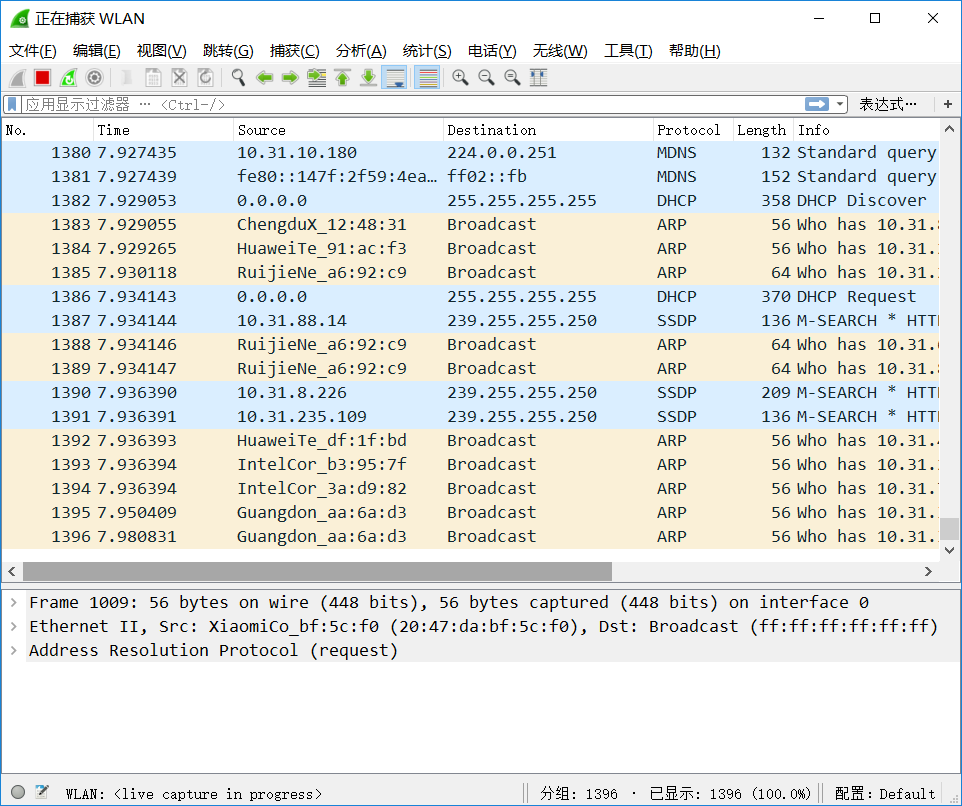 正在捕获 WLAN
文件(F) 编辑(E) 视图(V) 跳转(G) 捕获(C) 分析(A) 统计(S) 电话(Y) 无线(W) 工具(T) 帮助(H)
应用显示过滤器 … <Ctrl-/> 表达式… +
No. Time Source Destination Protocol Length Info
1380 7.927435 10.31.10.180 224.0.0.251 MDNS 132 Standard query
1381 7.927439 fe80::147f:2f59:4ea… ff02::fb MDNS 152 Standard query
1382 7.929053 0.0.0.0 255.255.255.255 DHCP 358 DHCP Discover
1383 7.929055 ChengduX_12:48:31 Broadcast ARP 56 Who has 10.31.
1384 7.929265 HuaweiTe_91:ac:f3 Broadcast ARP 56 Who has 10.31.
1385 7.930118 RuijieNe_a6:92:c9 Broadcast ARP 64 Who has 10.31.
1386 7.934143 0.0.0.0 255.255.255.255 DHCP 370 DHCP Request
1387 7.934144 10.31.88.14 239.255.255.250 SSDP 136 M-SEARCH * HTT
1388 7.934146 RuijieNe_a6:92:c9 Broadcast ARP 64 Who has 10.31.
1389 7.934147 RuijieNe_a6:92:c9 Broadcast ARP 64 Who has 10.31.
1390 7.936390 10.31.8.226 239.255.255.250 SSDP 209 M-SEARCH * HTT
1391 7.936391 10.31.235.109 239.255.255.250 SSDP 136 M-SEARCH * HTT
1392 7.936393 HuaweiTe_df:1f:bd Broadcast ARP 56 Who has 10.31.
1393 7.936394 IntelCor_b3:95:7f Broadcast ARP 56 Who has 10.31.
1394 7.936394 IntelCor_3a:d9:82 Broadcast ARP 56 Who has 10.31.
1395 7.950409 Guangdon_aa:6a:d3 Broadcast ARP 56 Who has 10.31.
1396 7.980831 Guangdon_aa:6a:d3 Broadcast ARP 56 Who has 10.31.
Frame 1009: 56 bytes on wire (448 bits), 56 bytes captured (448 bits) on interface 0
Ethernet II, Src: XiaomiCo_bf:5c:f0 (20:47:da:bf:5c:f0), Dst: Broadcast (ff:ff:ff:ff:ff:ff)
Address Resolution Protocol (request)
WLAN: <live capture in progress> 分组: 1396 · 已显示: 1396 (100.0%) 配置: Default